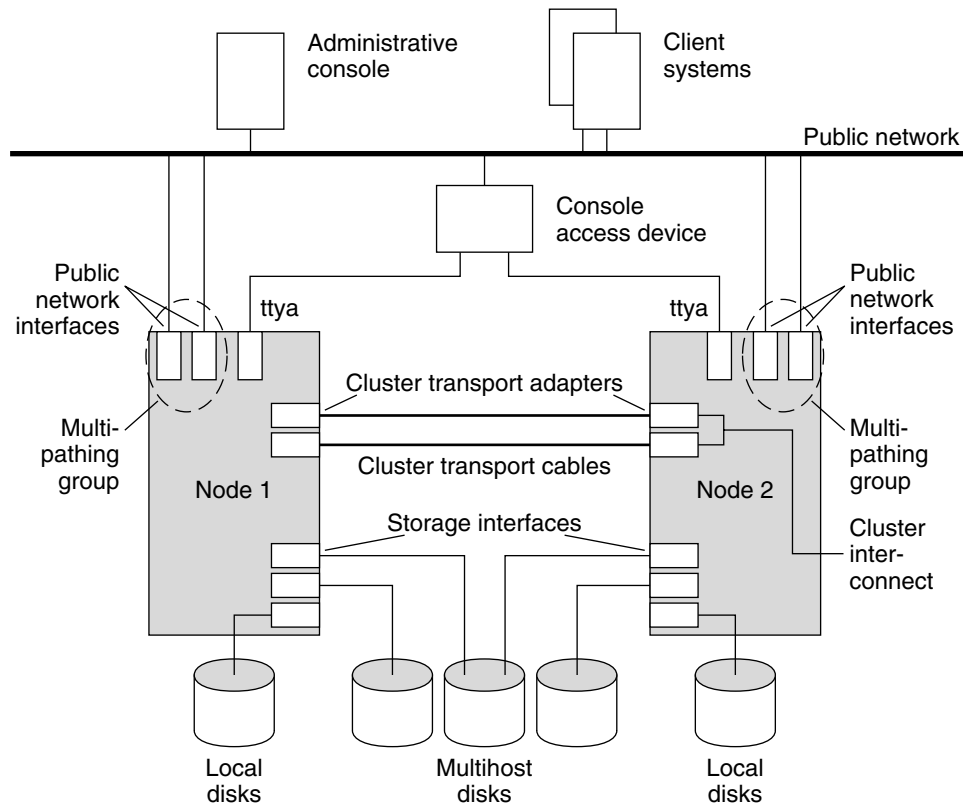 Administrative
console
Client
systems
Public network
Console
access device
Public
network
interfaces
ttya
ttya
Public
network
interfaces
Cluster transport adapters
Multi-
pathing
group
Cluster transport cables
Multi-
pathing
group
Node 1
Node 2
Storage interfaces
Cluster
inter-
connect
Local
disks
Multihost
disks
Local
disks